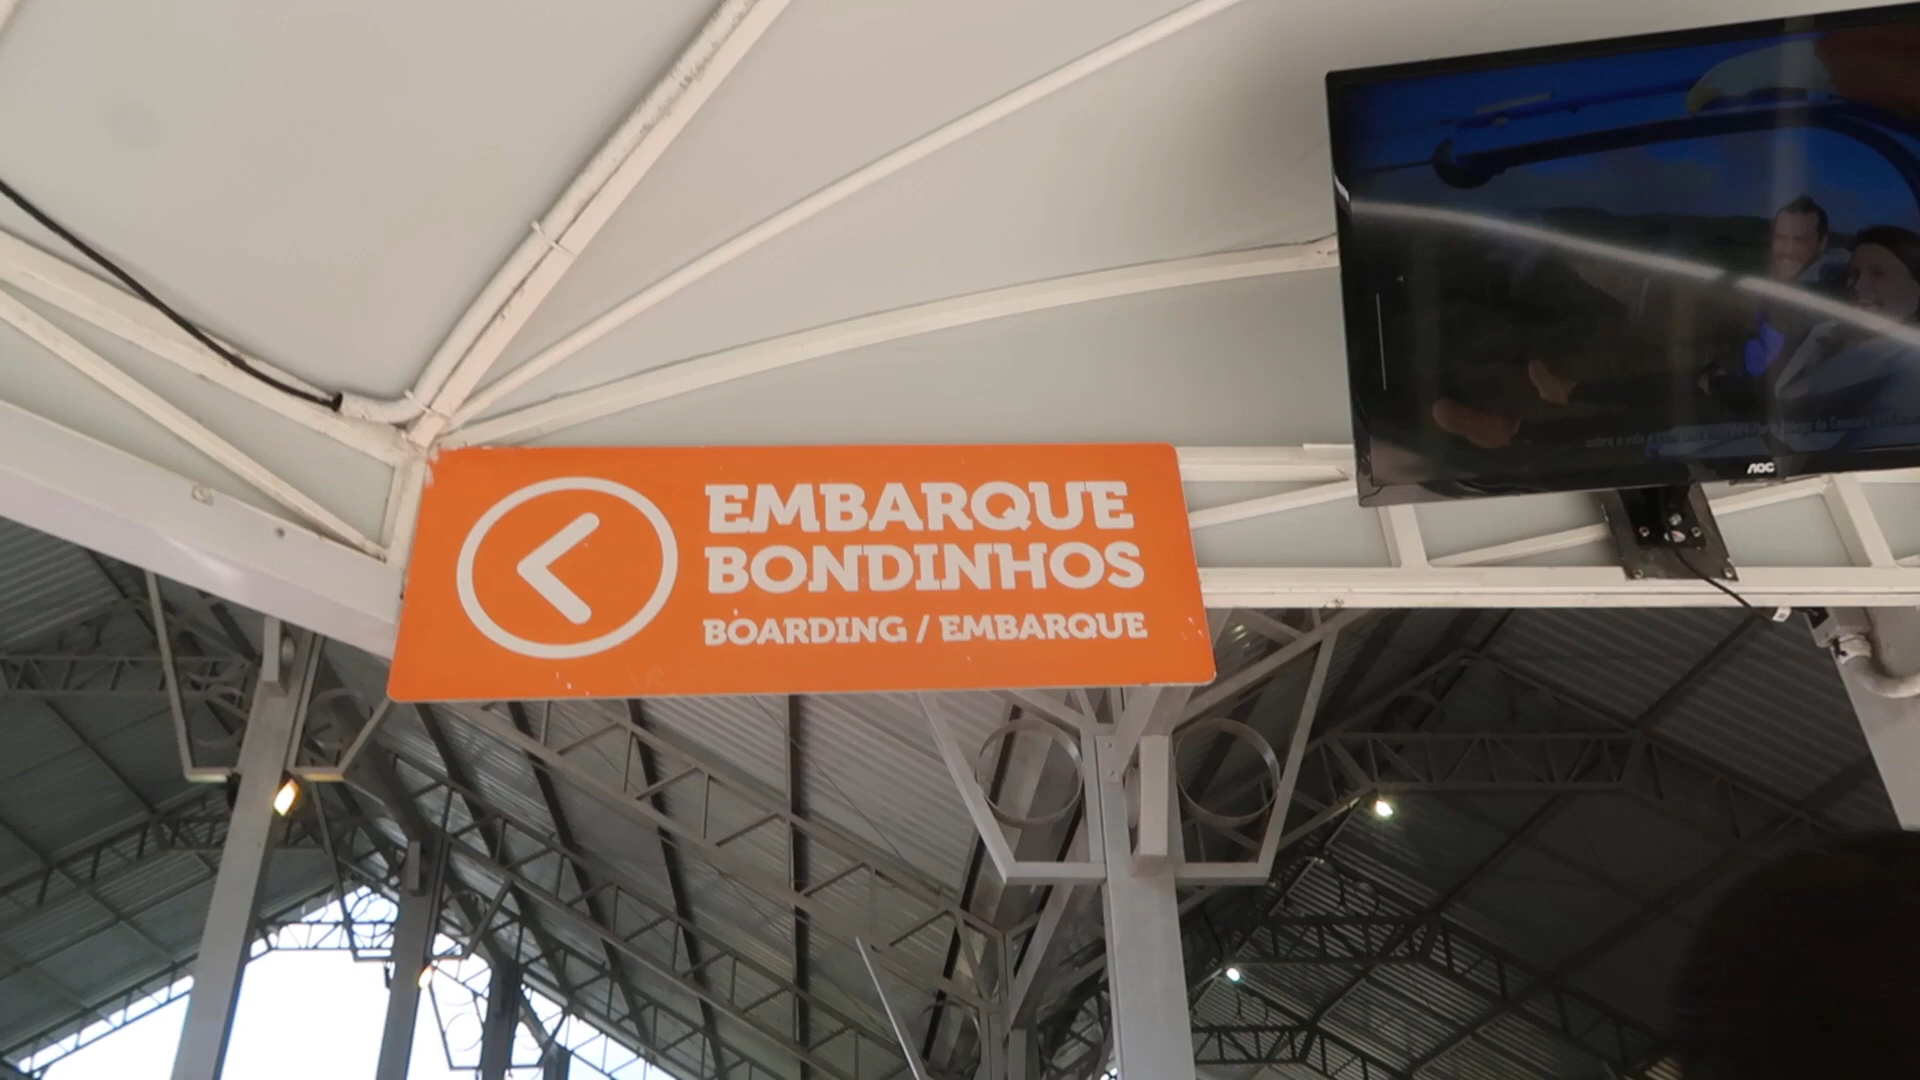 EMBARQUE
BONDINHOS
BOARDING / EMBARQUE
AOC